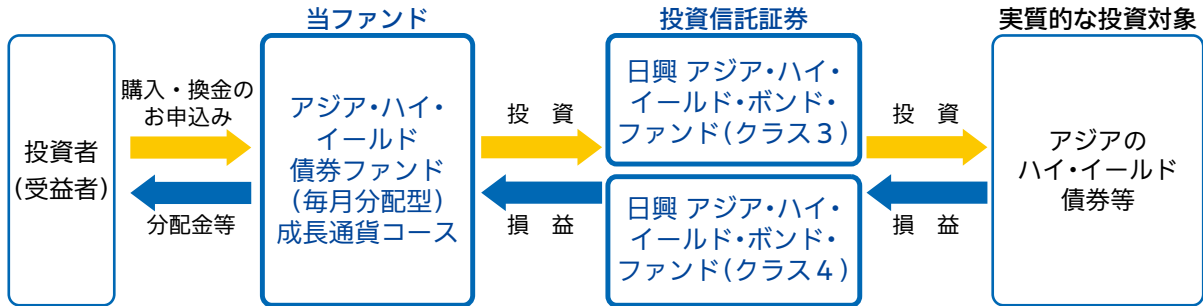 当ファンド
投資信託証券
実質的な投資対象
投資者
(受益者)
購入・換金の
お申込み
分配金等
アジア・ハイ・
イールド
債券ファンド
(毎月分配型)
成長通貨コース
投 資
損 益
日興 アジア・ハイ・
イールド・ボンド・
ファンド(クラス3)
日興 アジア・ハイ・
イールド・ボンド・
ファンド(クラス4)
投 資
損 益
アジアの
ハイ・イールド
債券等